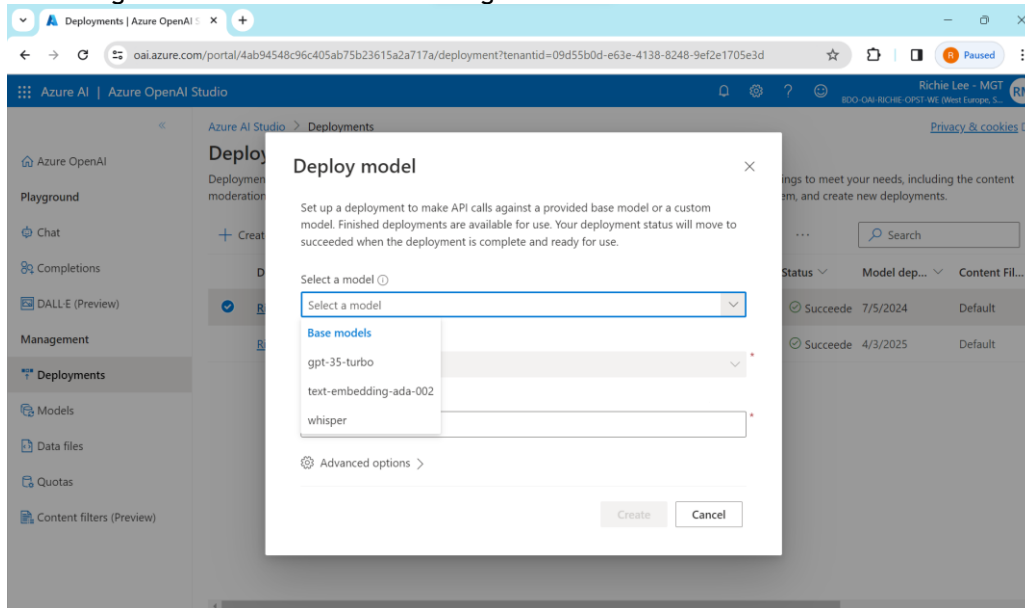 Deployments | Azure OpenAI S
oai.azure.com/portal/4ab94548c96c405ab75b23615a2a717a/deployment?tenantid=09d55b0d-e63e-4138-8248-9ef2e1705e3d
R Paused
Azure AI | Azure OpenAI Studio
Richie Lee - MGT
BDO-OAI-RICHIE-OPST-WE (West Europe, S...
Azure AI Studio > Deployments
Privacy & cookies
Azure OpenAI
Playground
Chat
Completions
DALL·E (Preview)
Management
Deployments
Models
Data files
Quotas
Content filters (Preview)
Deploy model
Set up a deployment to make API calls against a provided base model or a custom
model. Finished deployments are available for use. Your deployment status will move to
succeeded when the deployment is complete and ready for use.
Select a model
Select a model
Base models
gpt-35-turbo
text-embedding-ada-002
whisper
*
*
Advanced options
Create Cancel
ings to meet your needs, including the content
em, and create new deployments.
... Search
Status Model dep... Content Fil...
Succeede 7/5/2024 Default
Succeede 4/3/2025 Default